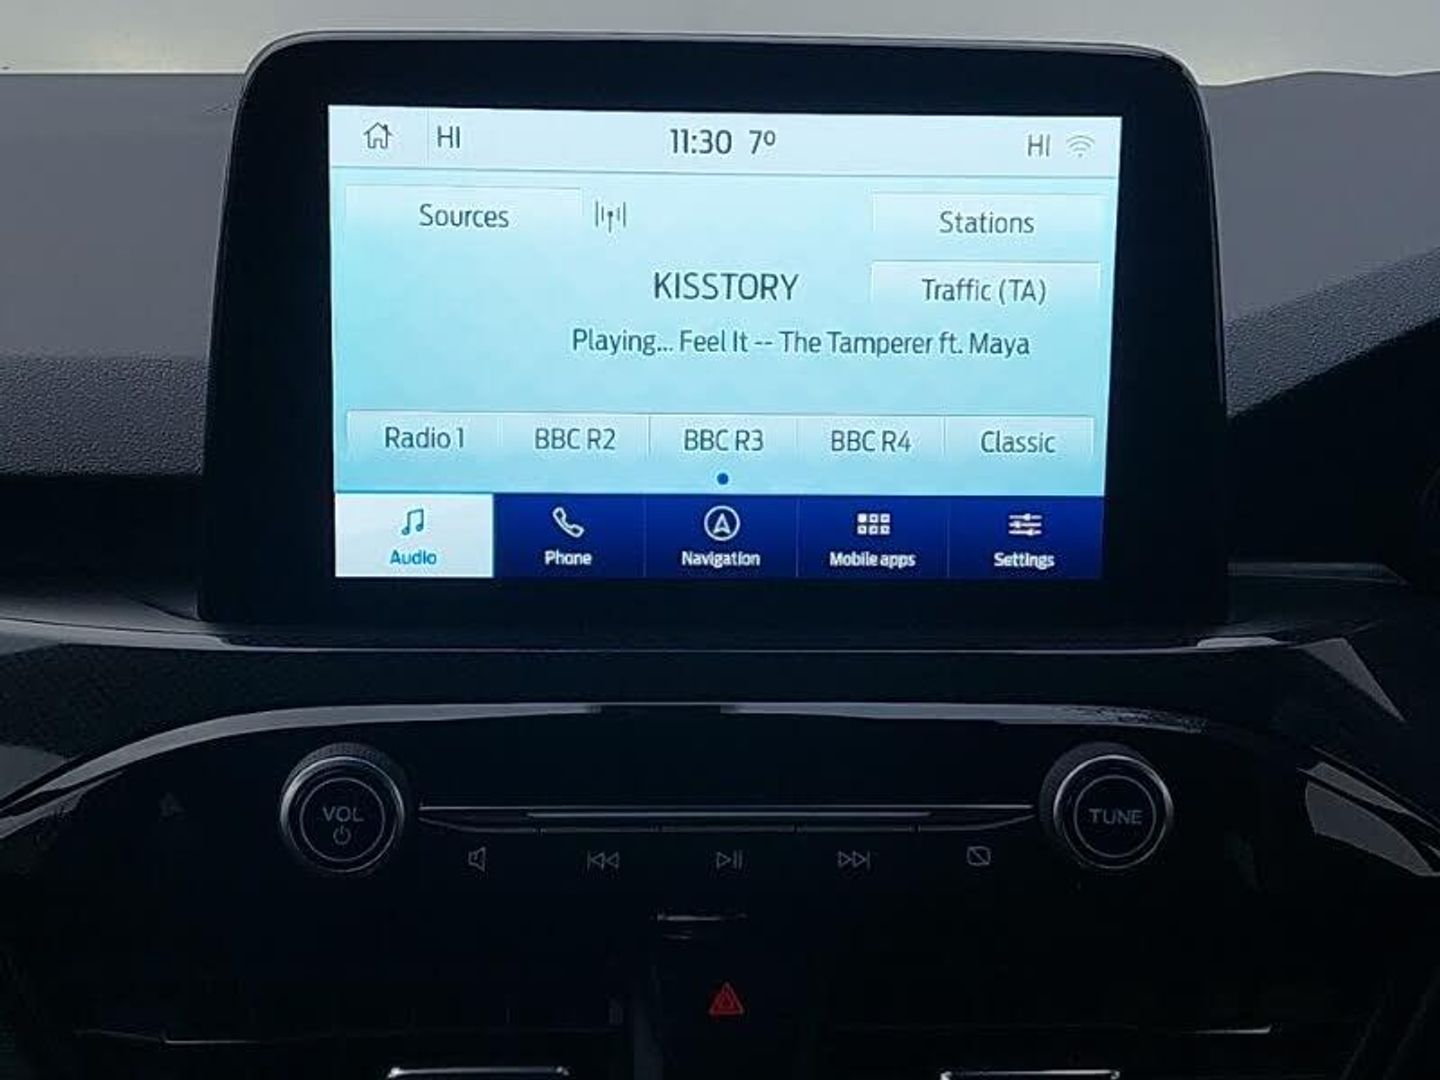 HI 11:30 7º HI
Sources Stations
KISSTORY Traffic (TA)
Playing... Feel It -- The Tamperer ft. Maya
Radio 1 BBC R2 BBC R3 BBC R4 Classic
Audio Phone Navigation Mobile apps Settings
VOL TUNE